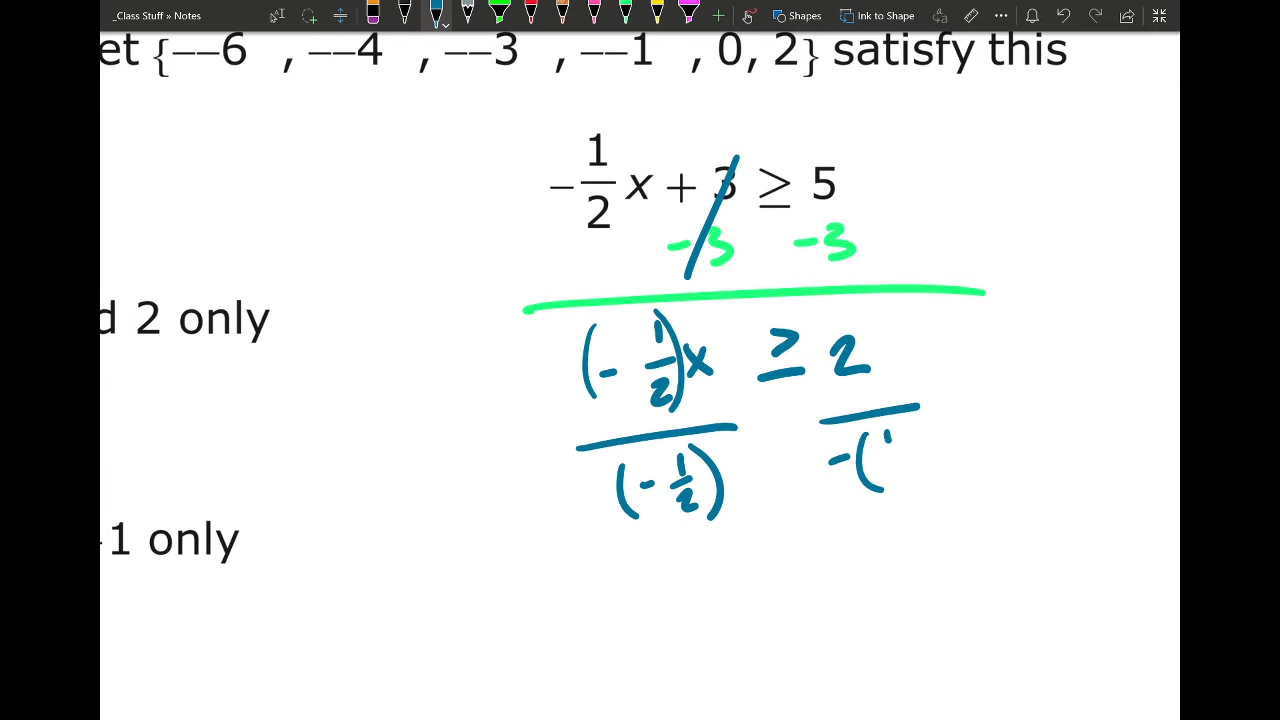 _Class Stuff » Notes
Shapes
Ink to Shape
et {––6 , ––4 , ––3 , ––1 , 0, 2} satisfy this
-1/2 x + 3 ≥ 5
-3 -3
d 2 only
(- 1/2)x ≥ 2
(- 1/2) -(1
-1 only